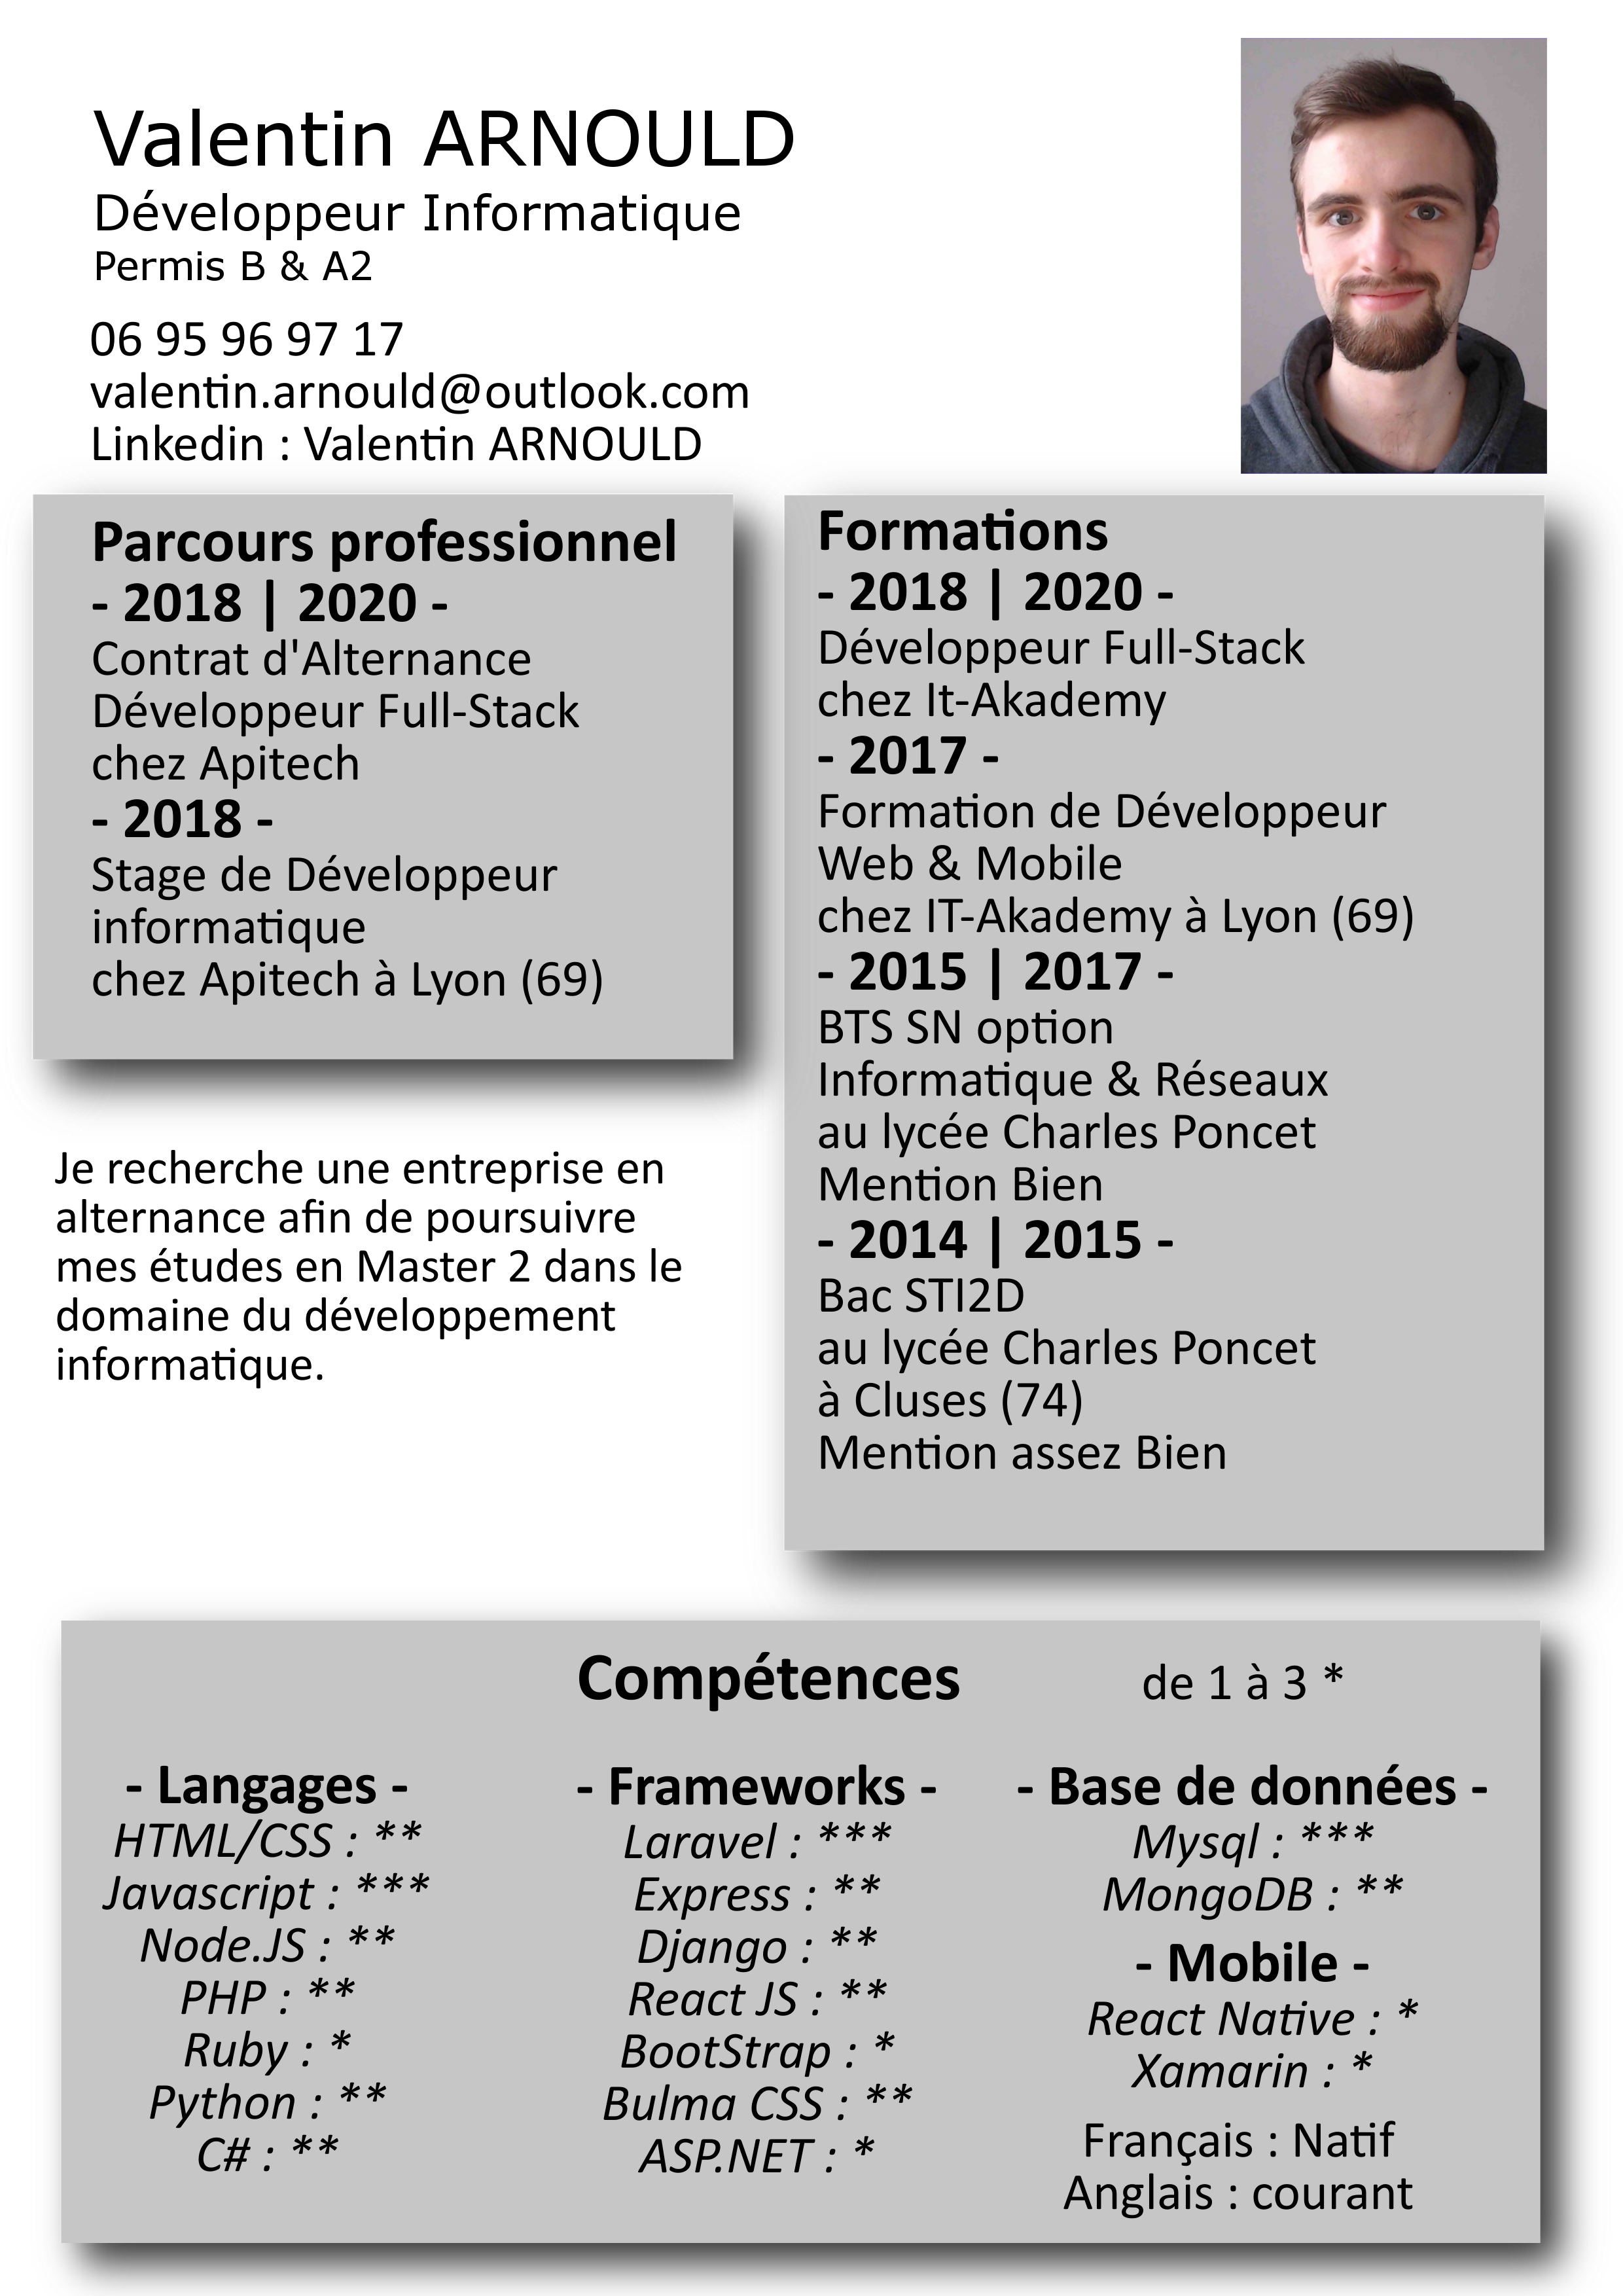 Valentin ARNOULD
Développeur Informatique
Permis B & A2
06 95 96 97 17
valentin.arnould@outlook.com
Linkedin : Valentin ARNOULD
Parcours professionnel
- 2018 | 2020 -
Contrat d'Alternance
Développeur Full-Stack
chez Apitech
- 2018 -
Stage de Développeur
informatique
chez Apitech à Lyon (69)
Je recherche une entreprise en
alternance afin de poursuivre
mes études en Master 2 dans le
domaine du développement
informatique.
Formations
- 2018 | 2020 -
Développeur Full-Stack
chez It-Akademy
- 2017 -
Formation de Développeur
Web & Mobile
chez IT-Akademy à Lyon (69)
- 2015 | 2017 -
BTS SN option
Informatique & Réseaux
au lycée Charles Poncet
Mention Bien
- 2014 | 2015 -
Bac STI2D
au lycée Charles Poncet
à Cluses (74)
Mention assez Bien
Compétences
de 1 à 3 *
- Langages -
HTML/CSS : **
Javascript : ***
Node.JS : **
PHP : **
Ruby : *
Python : **
C# : **
- Frameworks -
Laravel : ***
Express : **
Django : **
React JS : **
BootStrap : *
Bulma CSS : **
ASP.NET : *
- Base de données -
Mysql : ***
MongoDB : **
- Mobile -
React Native : *
Xamarin : *
Français : Natif
Anglais : courant